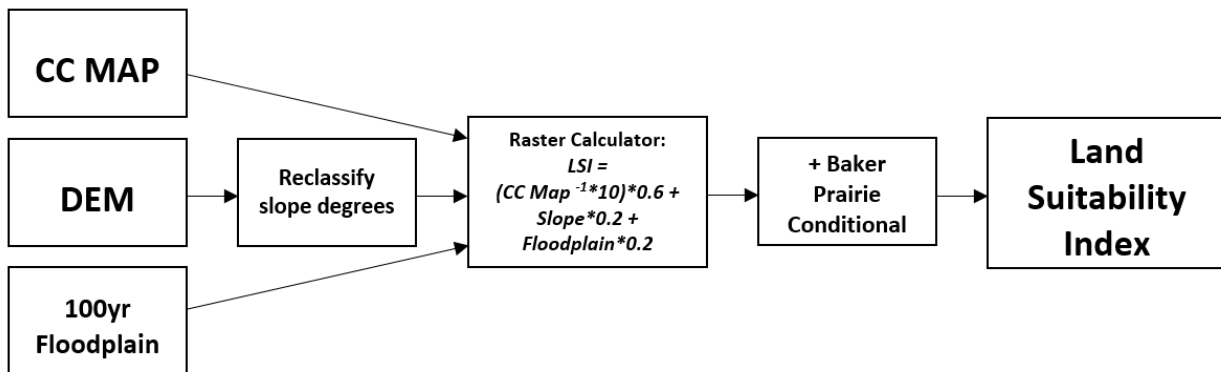 CC MAP
DEM
100yr
Floodplain
Reclassify
slope degrees
Raster Calculator:
LSI =
(CC Map ⁻¹*10)*0.6 +
Slope*0.2 +
Floodplain*0.2
+ Baker
Prairie
Conditional
Land
Suitability
Index